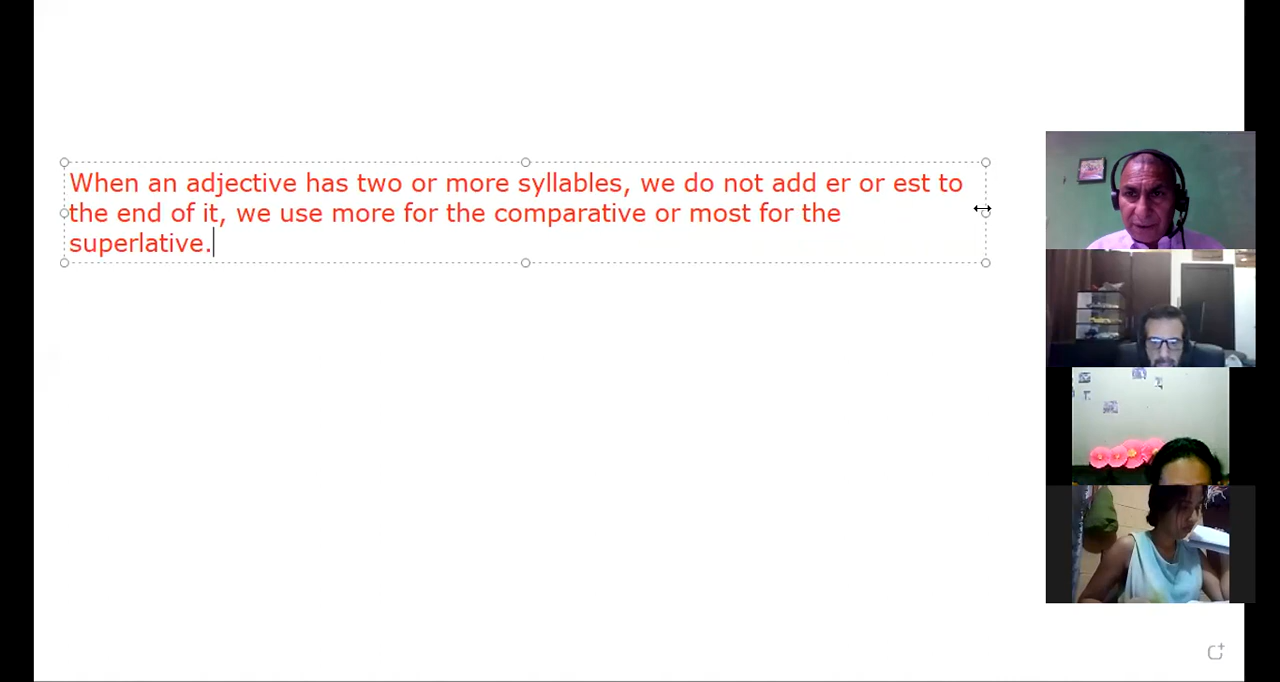 When an adjective has two or more syllables, we do not add er or est to
the end of it, we use more for the comparative or most for the
superlative.